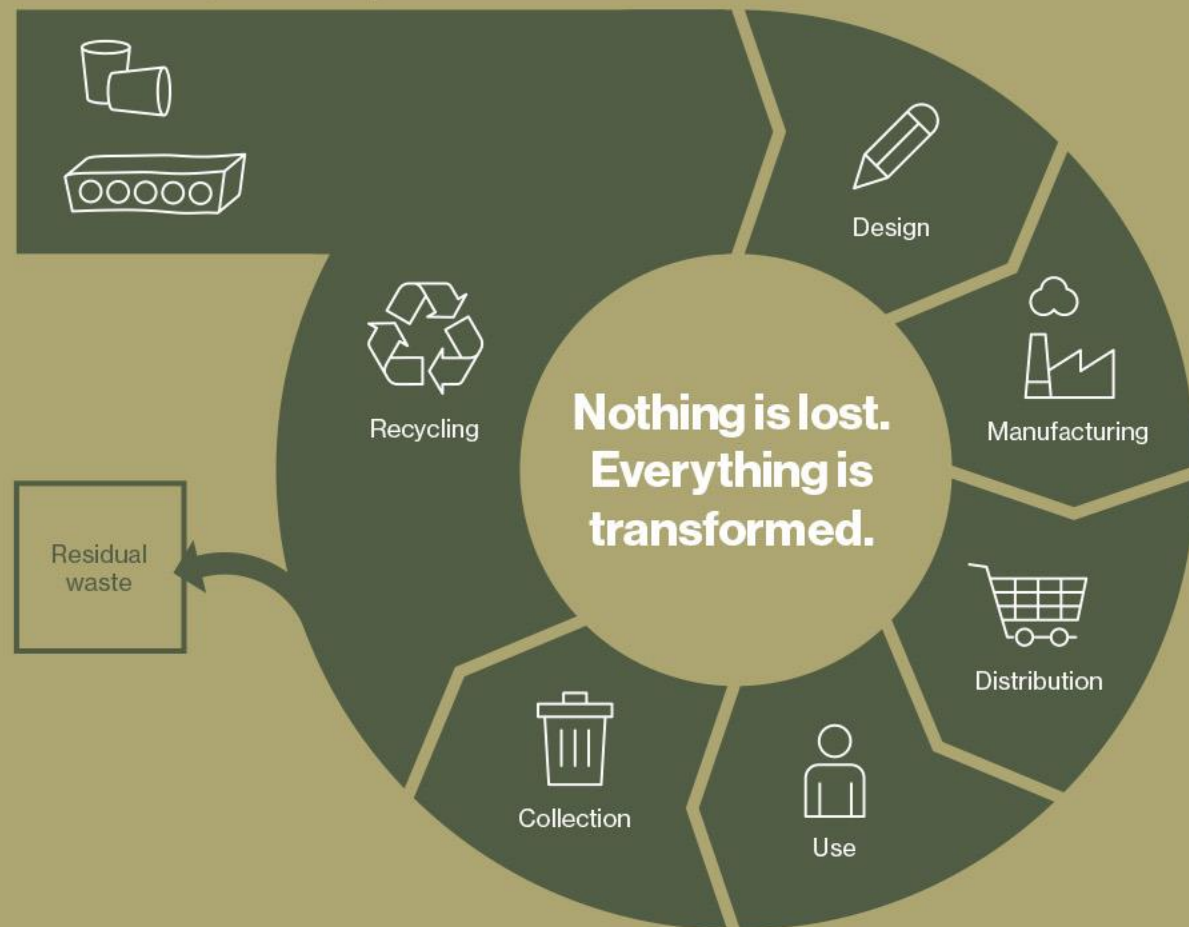 Design
Manufacturing
Distribution
Use
Collection
Recycling
Residual
waste
Nothing is lost.
Everything is
transformed.